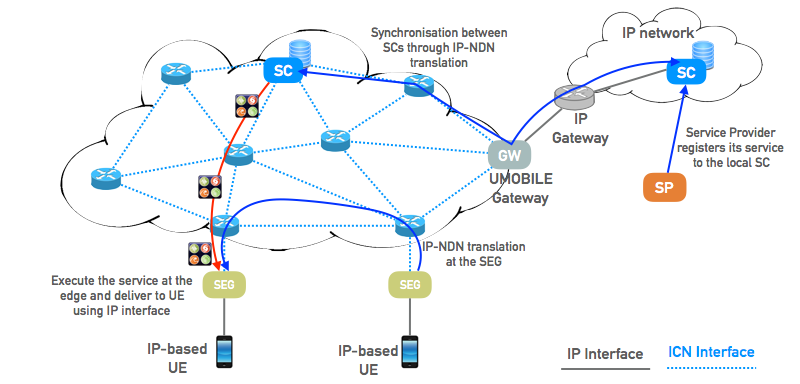 Synchronisation between
SCs through IP-NDN
translation
IP network
SC
SC
IP
Gateway
Service Provider
registers its service
to the local SC
GW
UMOBILE
Gateway
SP
IP-NDN translation
at the SEG
Execute the service at the
edge and deliver to UE
using IP interface
SEG
SEG
IP-based
UE
IP-based
UE
IP Interface
ICN Interface